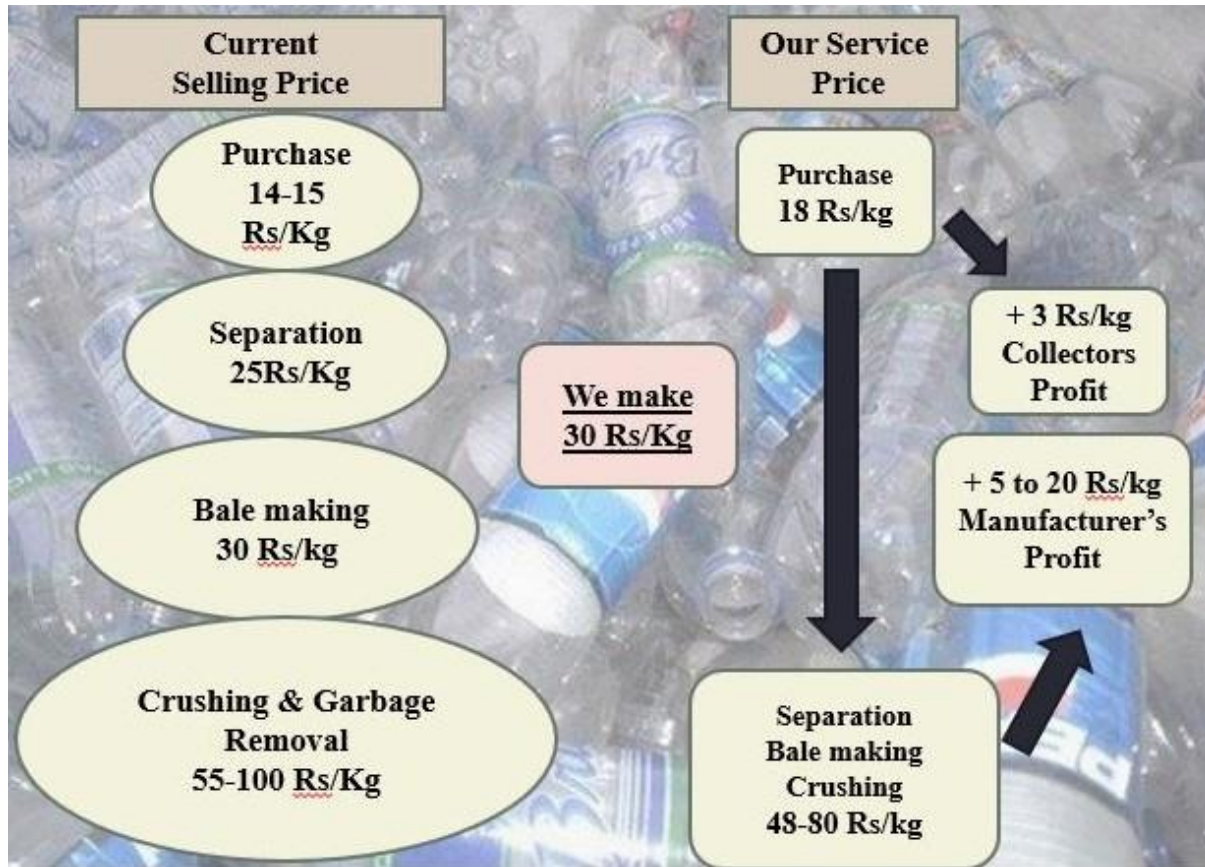 Current
Selling Price
Purchase
14-15
Rs/Kg
Separation
25Rs/Kg
Bale making
30 Rs/kg
Crushing & Garbage
Removal
55-100 Rs/Kg
We make
30 Rs/Kg
Our Service
Price
Purchase
18 Rs/kg
+ 3 Rs/kg
Collectors
Profit
+ 5 to 20 Rs/kg
Manufacturer’s
Profit
Separation
Bale making
Crushing
48-80 Rs/kg